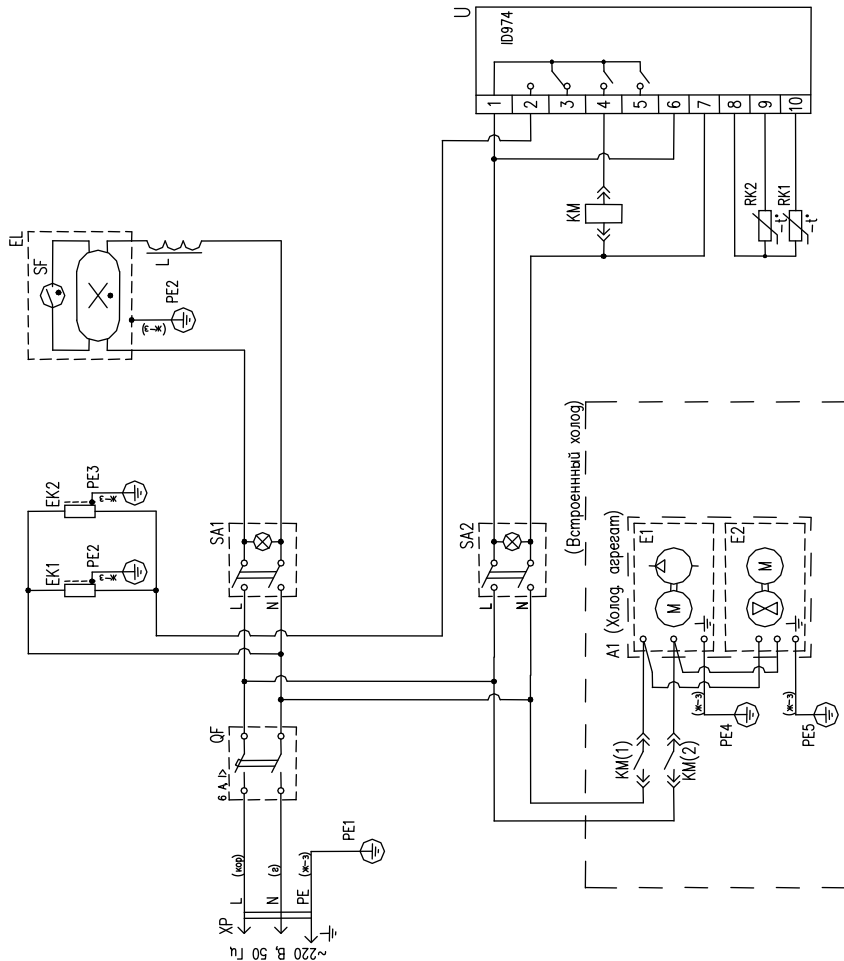 U
ID974
1
2
3
4
5
6
7
8
9
10
EL
SF
L
PE2
(ж-з)
EK2
PE3
ж-з
EK1
PE2
ж-з
SA1
L
N
KM
RK2
-t°
RK1
-t°
SA2
L
N
(Встроеннный холод)
A1 (Холод. агрегат)
E1
M
E2
M
(ж-з)
PE4
(ж-з)
PE5
KM(1)
KM(2)
QF
6 A I>
XP
L
(кор)
N
(г)
PE
(ж-з)
PE1
~220 В, 50 Гц